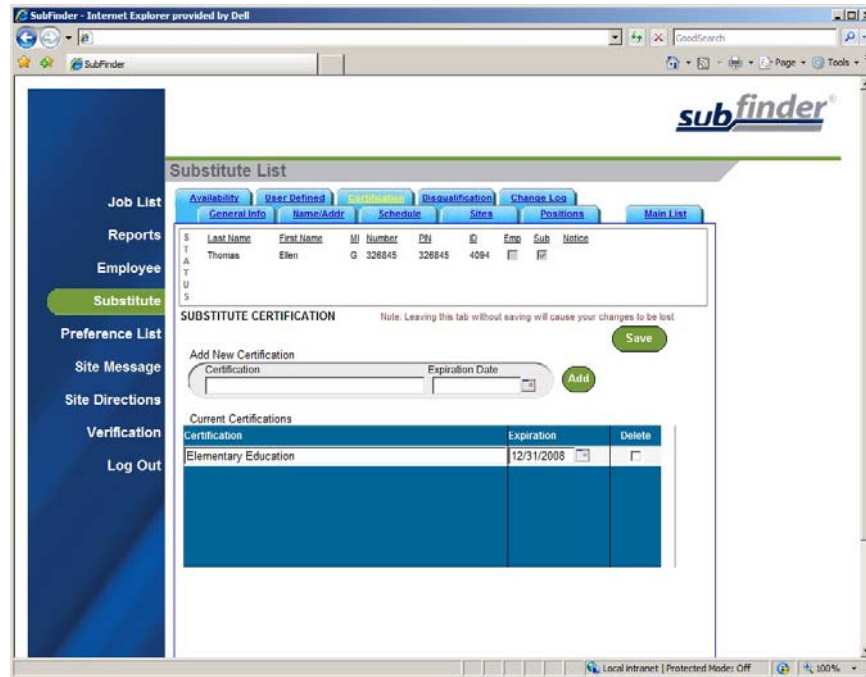 SubFinder - Internet Explorer provided by Dell
GoodSearch
SubFinder
Page Tools
subfinder®
Substitute List
Job List
Reports
Employee
Substitute
Preference List
Site Message
Site Directions
Verification
Log Out
Availability User Defined Certification Disqualification Change Log
General Info Name/Addr Schedule Sites Positions Main List
STATUS
Last Name First Name MI Number PIN ID Emp Sub Notice
Thomas Ellen G 326845 326845 4094
SUBSTITUTE CERTIFICATION Note: Leaving this tab without saving will cause your changes to be lost
Save
Add New Certification
Certification Expiration Date
Add
Current Certifications
Certification Expiration Delete
Elementary Education 12/31/2008
Local intranet | Protected Mode: Off 100%